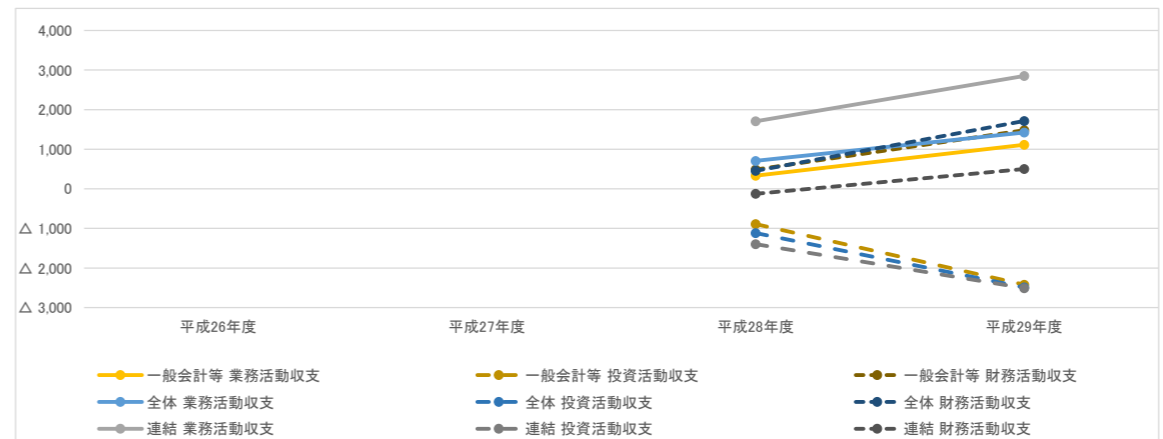 4,000
3,000
2,000
1,000
0
△ 1,000
△ 2,000
△ 3,000
平成26年度 平成27年度 平成28年度 平成29年度
一般会計等 業務活動収支 一般会計等 投資活動収支 一般会計等 財務活動収支
全体 業務活動収支 全体 投資活動収支 全体 財務活動収支
連結 業務活動収支 連結 投資活動収支 連結 財務活動収支